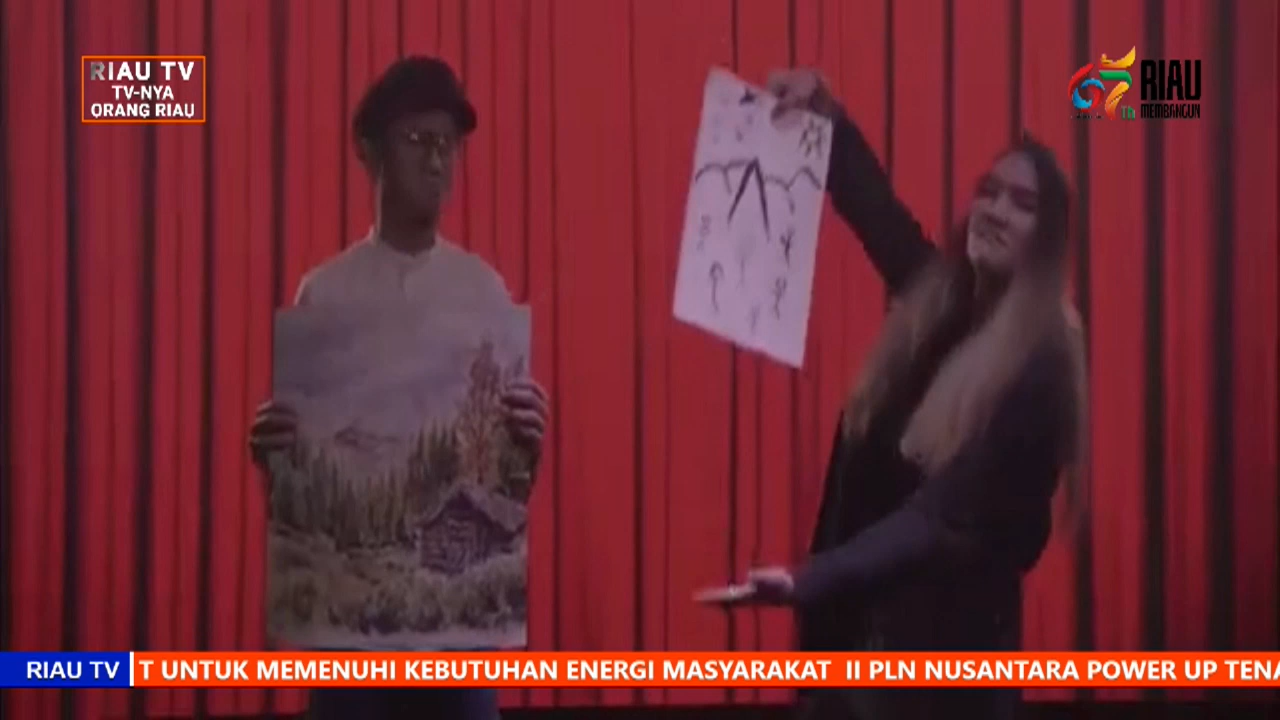 RIAU TV
TV-NYA
ORANG RIAU
67Th RIAU
MEMBANGUN
RIAU TV
T UNTUK MEMENUHI KEBUTUHAN ENERGI MASYARAKAT II PLN NUSANTARA POWER UP TENA